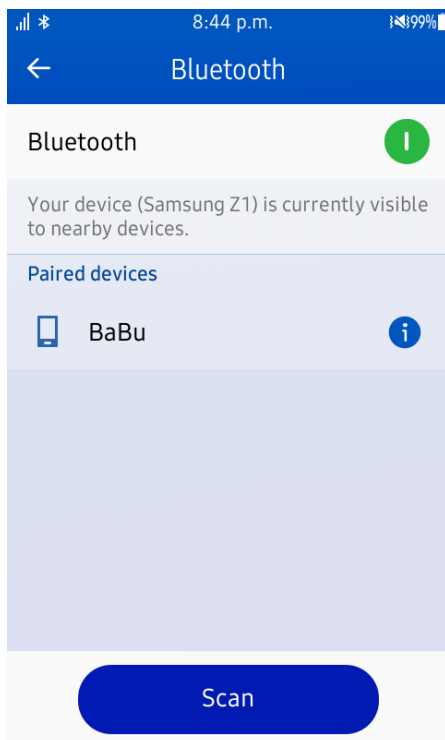 8:44 p.m. 99%
Bluetooth
Bluetooth
Your device (Samsung Z1) is currently visible
to nearby devices.
Paired devices
BaBu
Scan